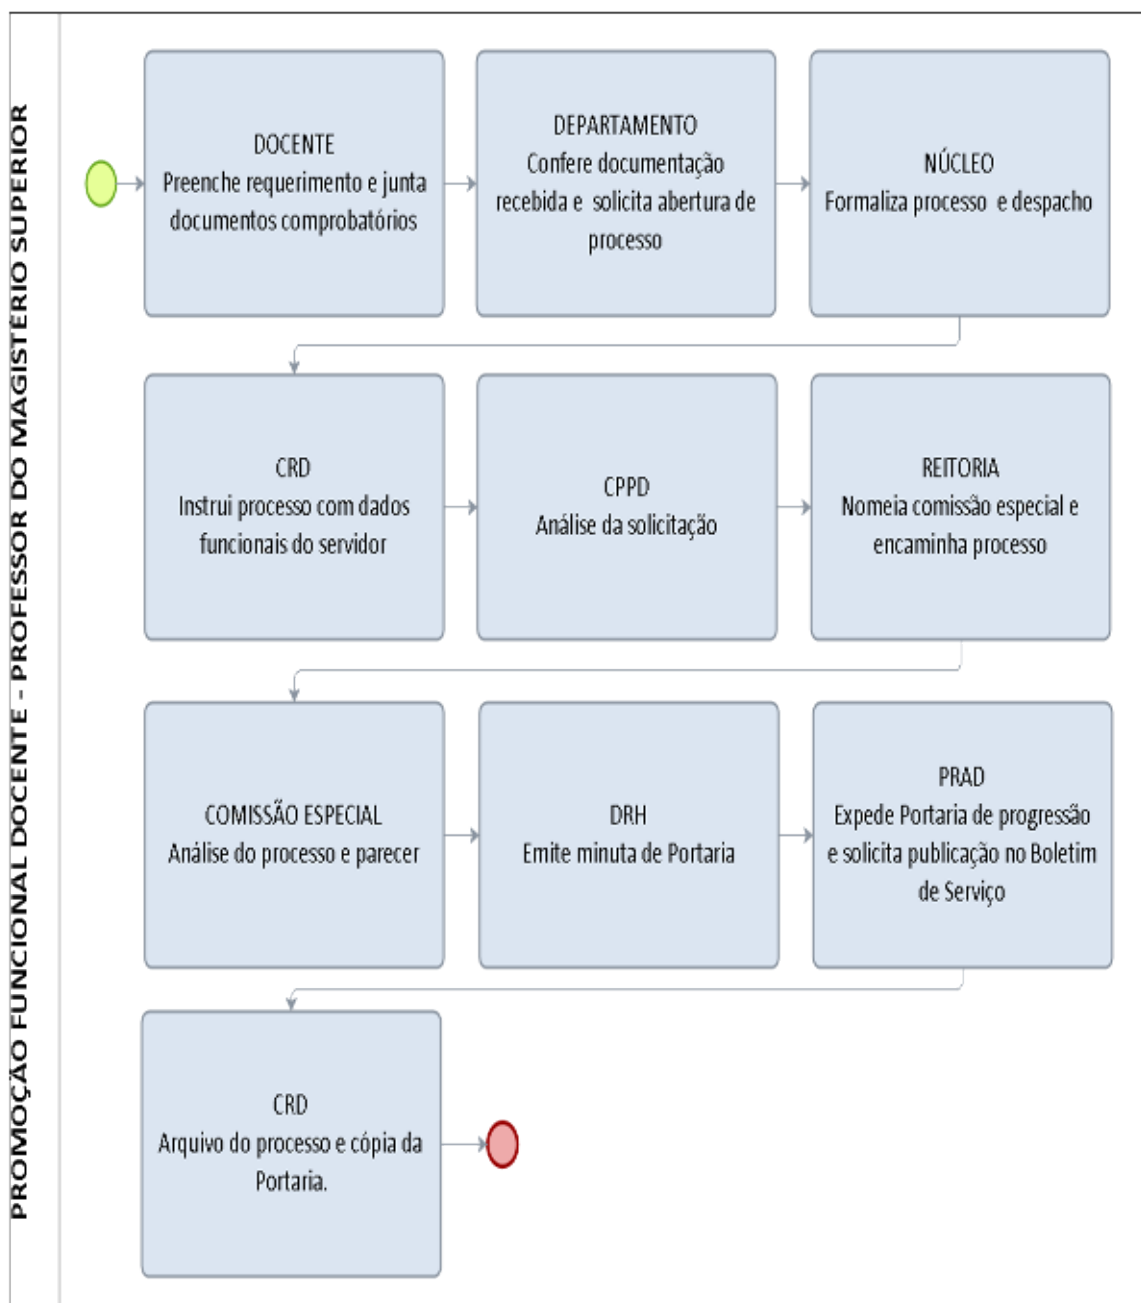 PROMOÇÃO FUNCIONAL DOCENTE - PROFESSOR DO MAGISTÉRIO SUPERIOR
DOCENTE
Preenche requerimento e junta
documentos comprobatórios
DEPARTAMENTO
Confere documentação
recebida e solicita abertura de
processo
NÚCLEO
Formaliza processo e despacho
CRD
Instrui processo com dados
funcionais do servidor
CPPD
Análise da solicitação
REITORIA
Nomeia comissão especial e
encaminha processo
COMISSÃO ESPECIAL
Análise do processo e parecer
DRH
Emite minuta de Portaria
PRAD
Expede Portaria de progressão
e solicita publicação no Boletim
de Serviço
CRD
Arquivo do processo e cópia da
Portaria.